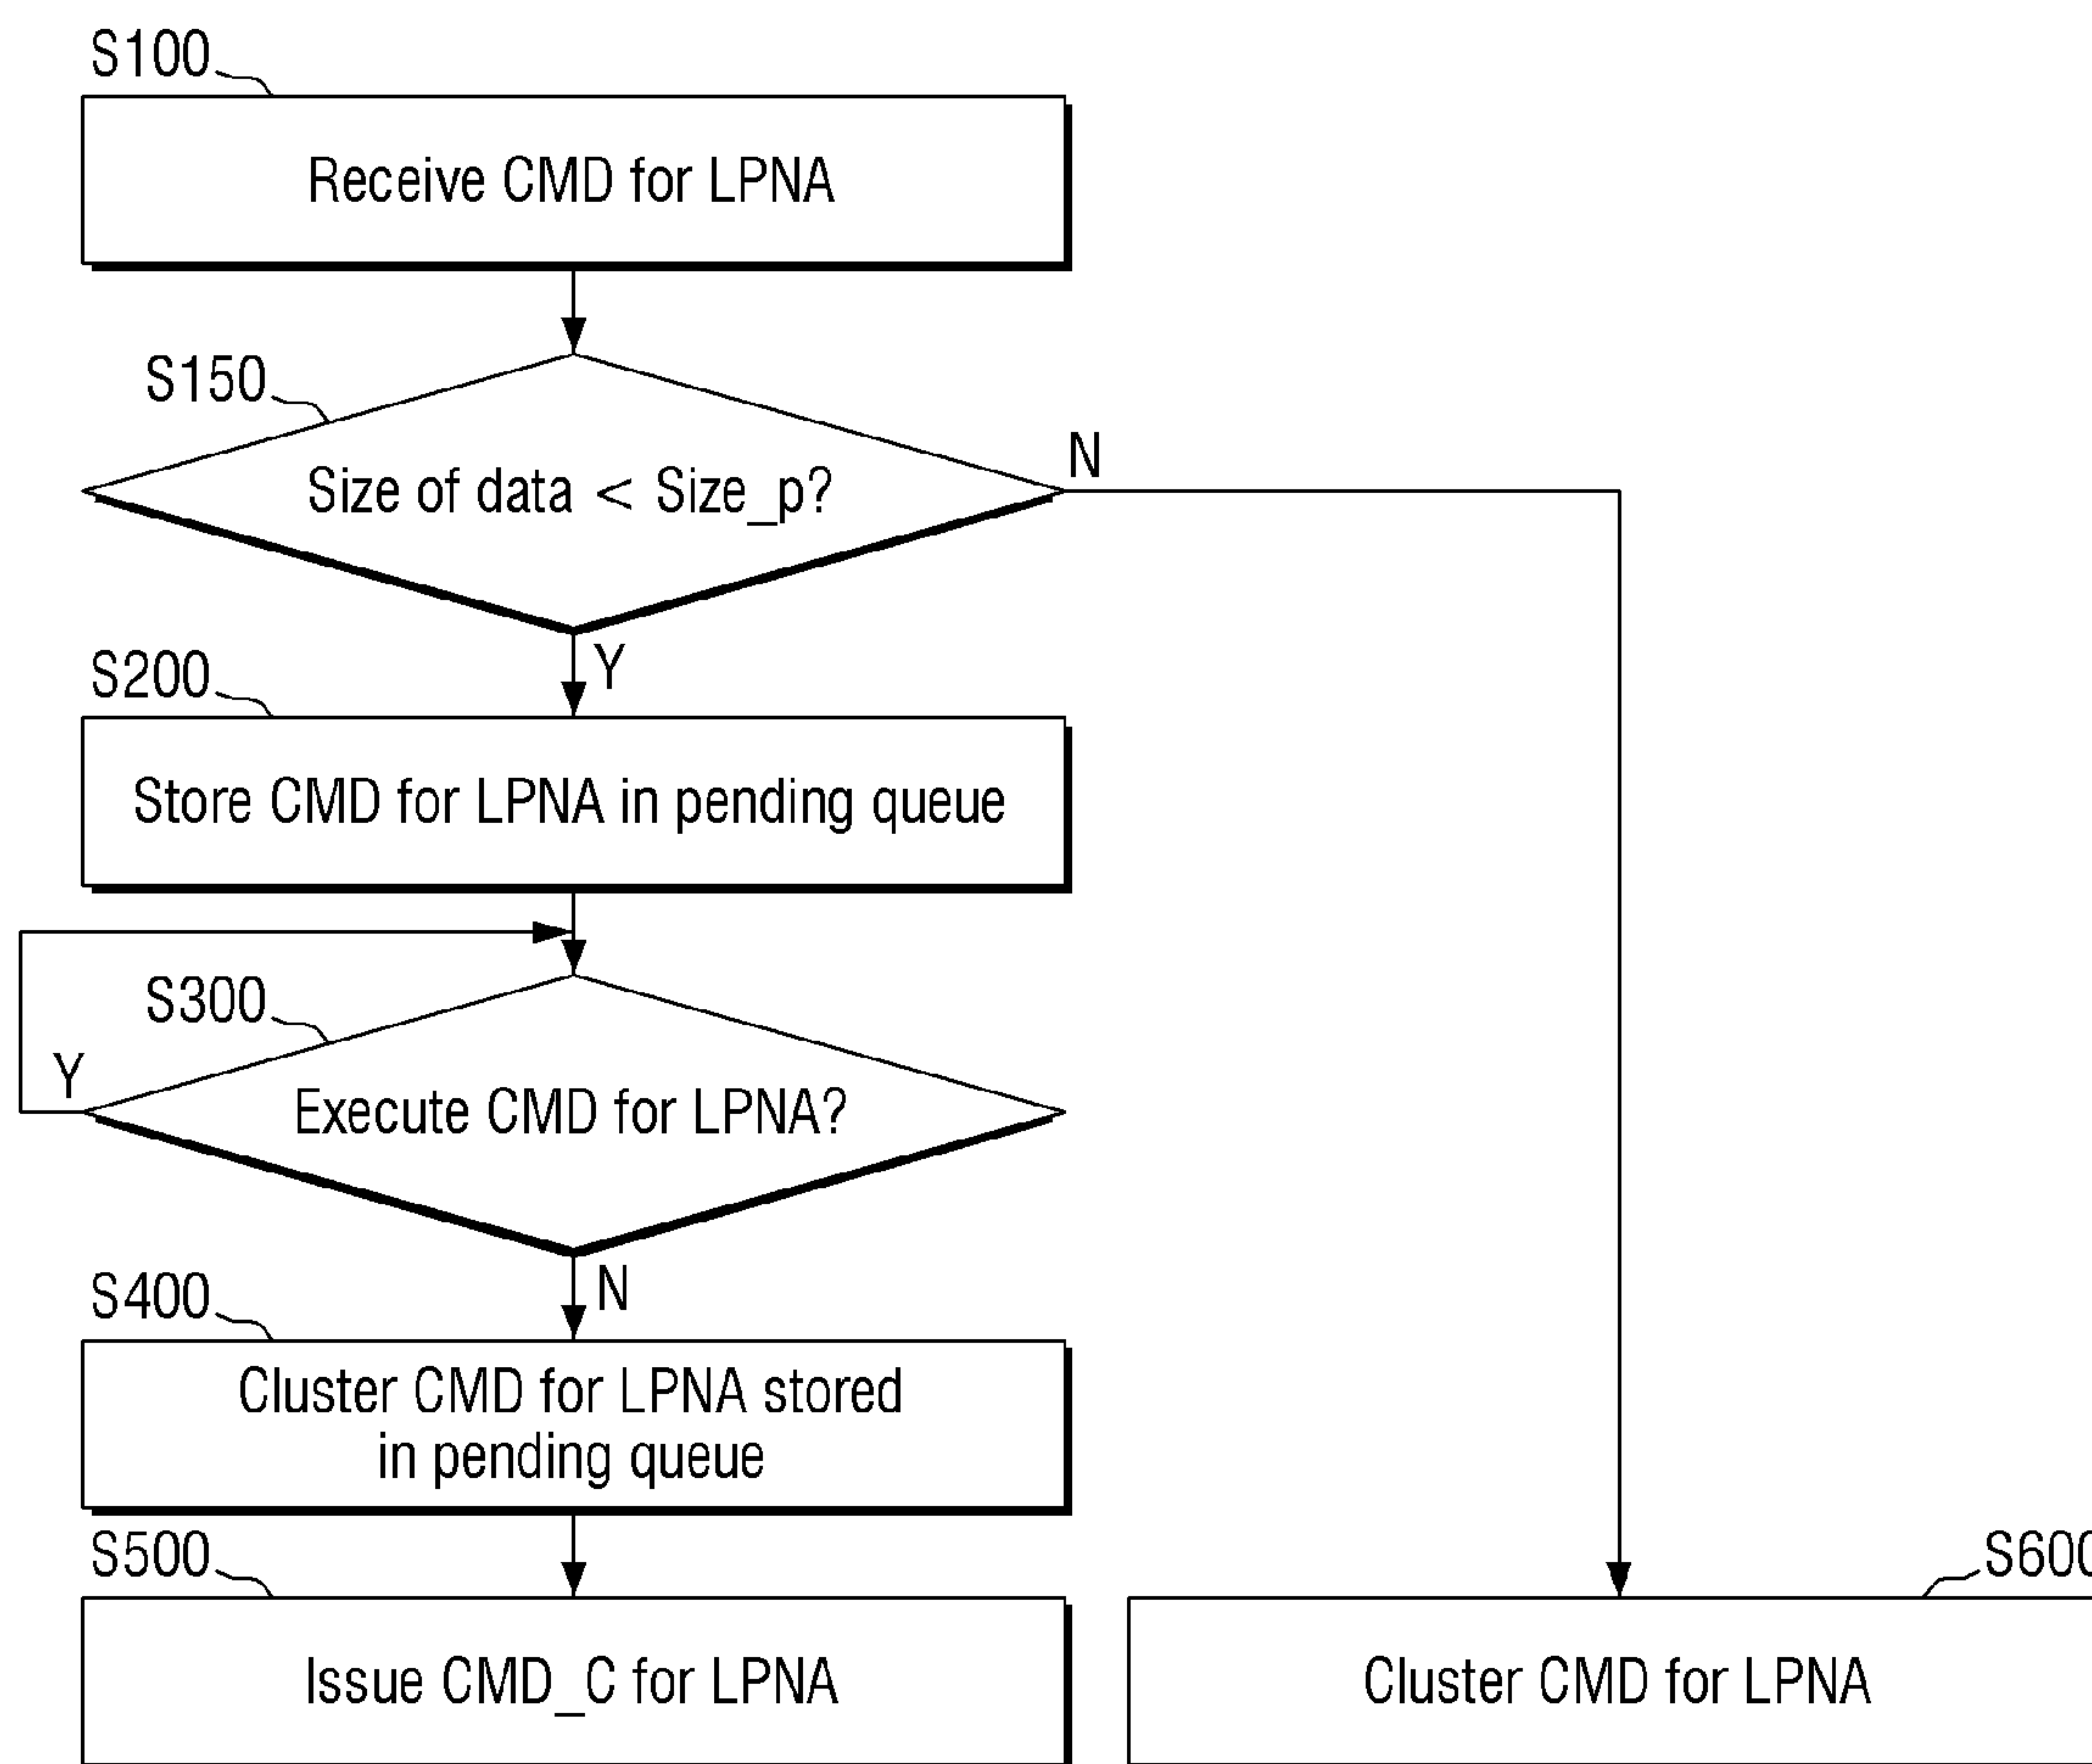 S100
Receive CMD for LPNA
S150
Size of data < Size_p?
N
Y
S200
Store CMD for LPNA in pending queue
S300
Y
Execute CMD for LPNA?
N
S400
Cluster CMD for LPNA stored
in pending queue
S500
Issue CMD_C for LPNA
S600
Cluster CMD for LPNA